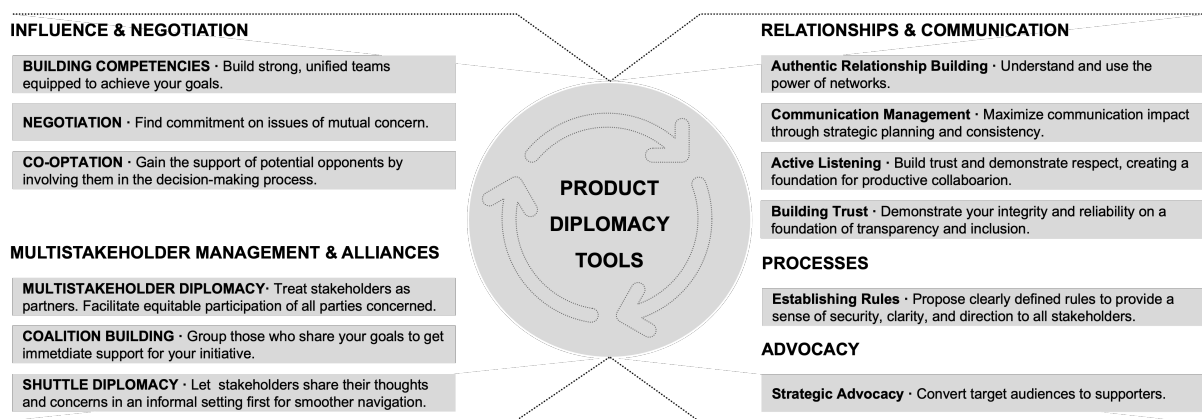 INFLUENCE & NEGOTIATION
BUILDING COMPETENCIES · Build strong, unified teams
equipped to achieve your goals.
NEGOTIATION · Find commitment on issues of mutual concern.
CO-OPTATION · Gain the support of potential opponents by
involving them in the decision-making process.
MULTISTAKEHOLDER MANAGEMENT & ALLIANCES
MULTISTAKEHOLDER DIPLOMACY· Treat stakeholders as
partners. Facilitate equitable participation of all parties concerned.
COALITION BUILDING · Group those who share your goals to get
immetdiate support for your initiative.
SHUTTLE DIPLOMACY · Let  stakeholders share their thoughts
and concerns in an informal setting first for smoother navigation.
PRODUCT
DIPLOMACY
TOOLS
RELATIONSHIPS & COMMUNICATION
Authentic Relationship Building · Understand and use the
power of networks.
Communication Management · Maximize communication impact
through strategic planning and consistency.
Active Listening · Build trust and demonstrate respect, creating a
foundation for productive collaboarion.
Building Trust · Demonstrate your integrity and reliability on a
foundation of transparency and inclusion.
PROCESSES
Establishing Rules · Propose clearly defined rules to provide a
sense of security, clarity, and direction to all stakeholders.
ADVOCACY
Strategic Advocacy · Convert target audiences to supporters.